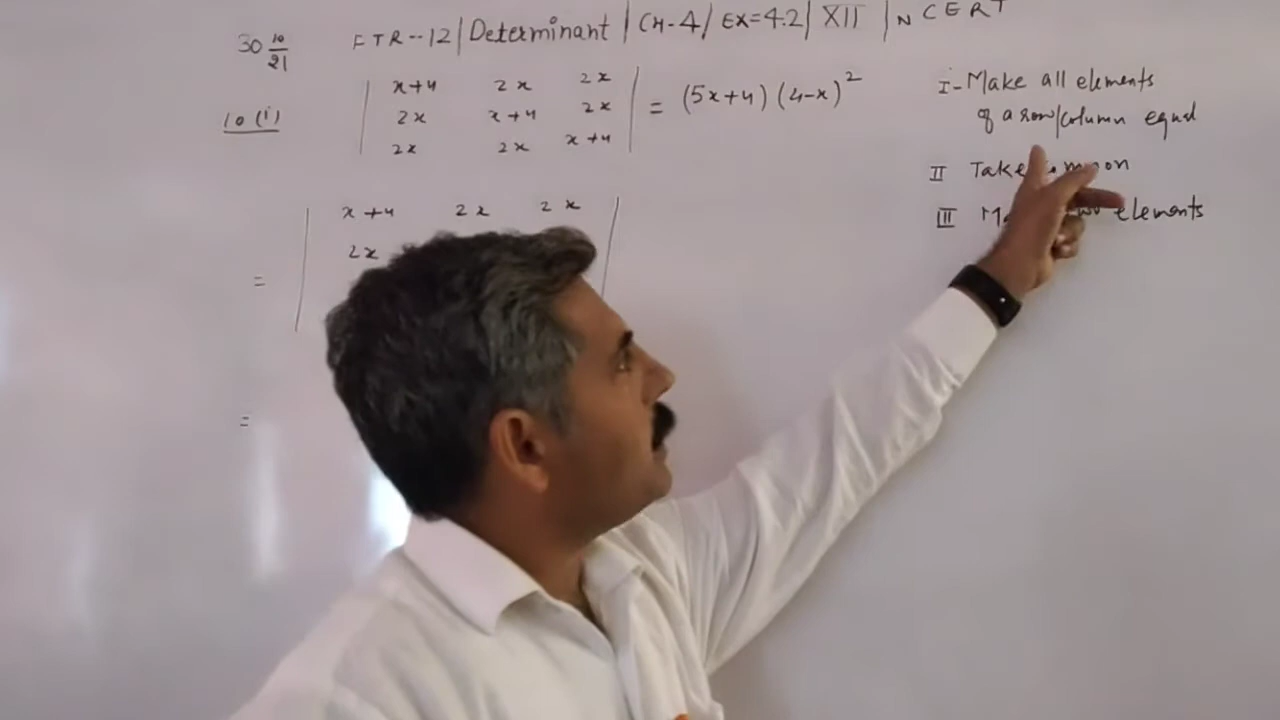 30 10/21 ETR-12 | Determinant | CH-4 / EX=4.2 | XII | NCERT
10 (i)
| x+4 2x 2x |
| 2x x+4 2x | = (5x+4) (4-x)²
| 2x 2x x+4 |
I- Make all elements
of a row/column equal
II Take
III elements
| x+4 2x 2x |
= | 2x
=